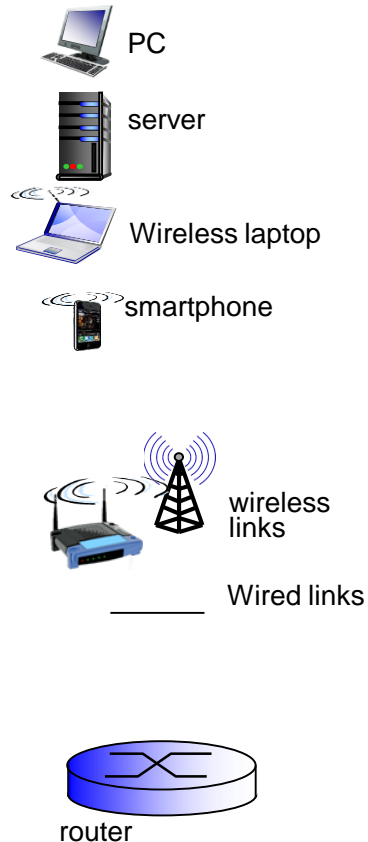 PC
server
Wireless laptop
smartphone
wireless
links
Wired links
router